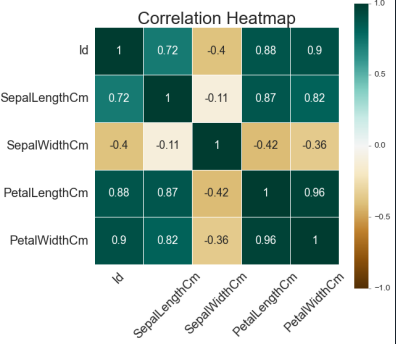 Correlation Heatmap
Id 1 0.72 -0.4 0.88 0.9
SepalLengthCm 0.72 1 -0.11 0.87 0.82
SepalWidthCm -0.4 -0.11 1 -0.42 -0.36
PetalLengthCm 0.88 0.87 -0.42 1 0.96
PetalWidthCm 0.9 0.82 -0.36 0.96 1
Id SepalLengthCm SepalWidthCm PetalLengthCm PetalWidthCm
1.0
0.5
0.0
−0.5
−1.0